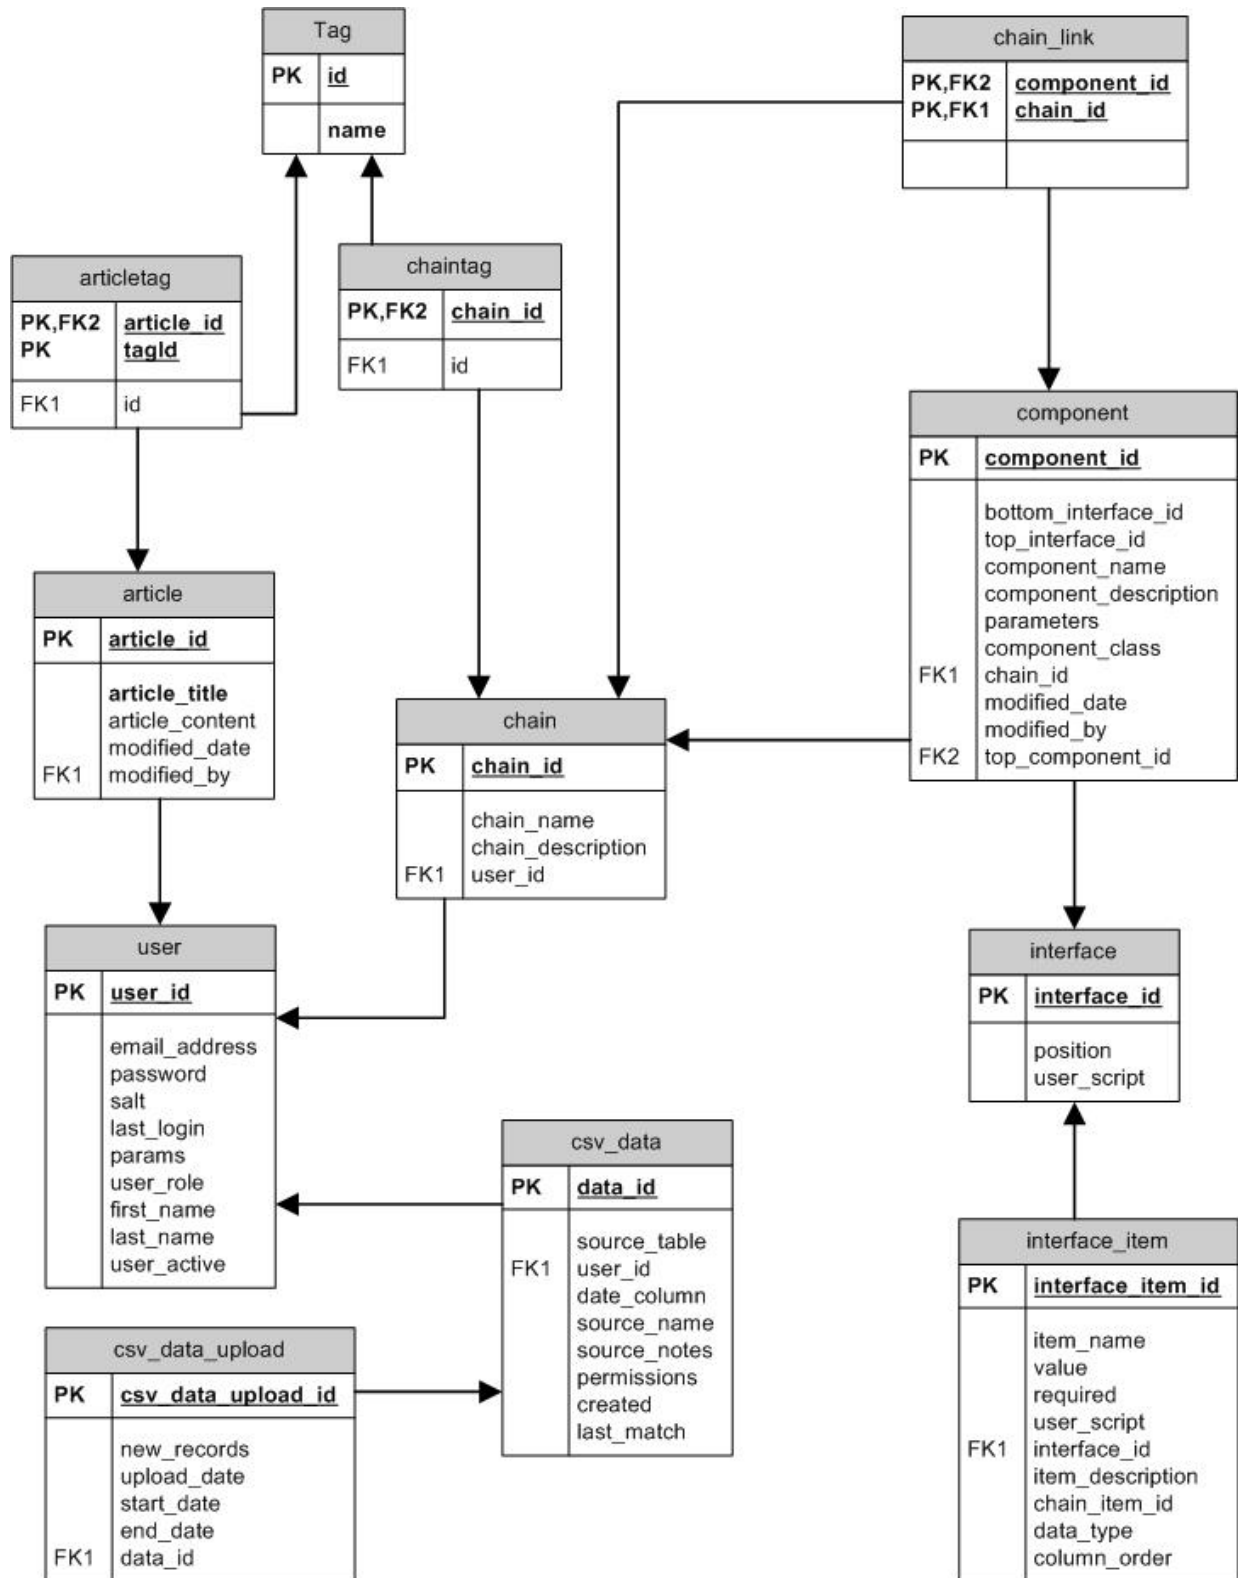 Tag
PK id
name
chain_link
PK,FK2 component_id
PK,FK1 chain_id
articletag
PK,FK2 article_id
PK tagId
FK1 id
chaintag
PK,FK2 chain_id
FK1 id
component
PK component_id
bottom_interface_id
top_interface_id
component_name
component_description
parameters
component_class
FK1 chain_id
modified_date
modified_by
FK2 top_component_id
article
PK article_id
article_title
article_content
modified_date
FK1 modified_by
chain
PK chain_id
chain_name
chain_description
FK1 user_id
user
PK user_id
email_address
password
salt
last_login
params
user_role
first_name
last_name
user_active
interface
PK interface_id
position
user_script
csv_data
PK data_id
source_table
FK1 user_id
date_column
source_name
source_notes
permissions
created
last_match
interface_item
PK interface_item_id
item_name
value
required
user_script
FK1 interface_id
item_description
chain_item_id
data_type
column_order
csv_data_upload
PK csv_data_upload_id
new_records
upload_date
start_date
end_date
FK1 data_id